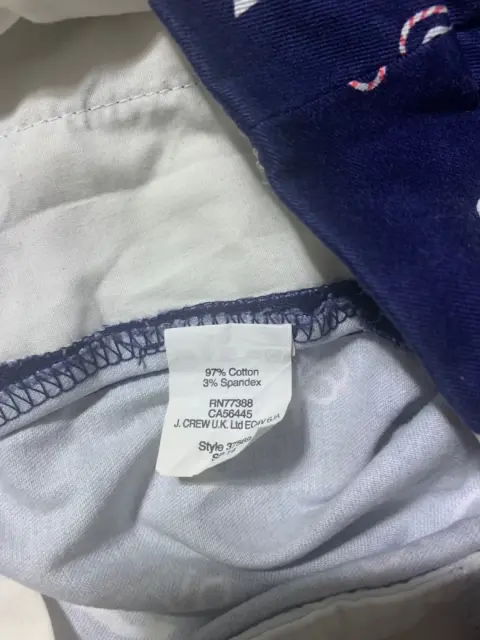 97% Cotton
3% Spandex
RN77388
CA56445
J. CREW U.K. Ltd
Style